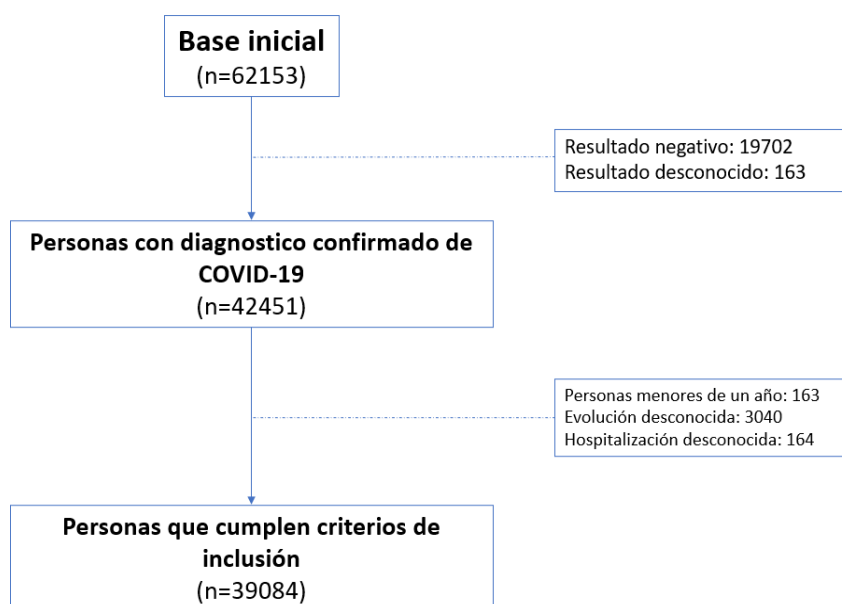 Base inicial
(n=62153)
Resultado negativo: 19702
Resultado desconocido: 163
Personas con diagnostico confirmado de
COVID-19
(n=42451)
Personas menores de un año: 163
Evolución desconocida: 3040
Hospitalización desconocida: 164
Personas que cumplen criterios de
inclusión
(n=39084)